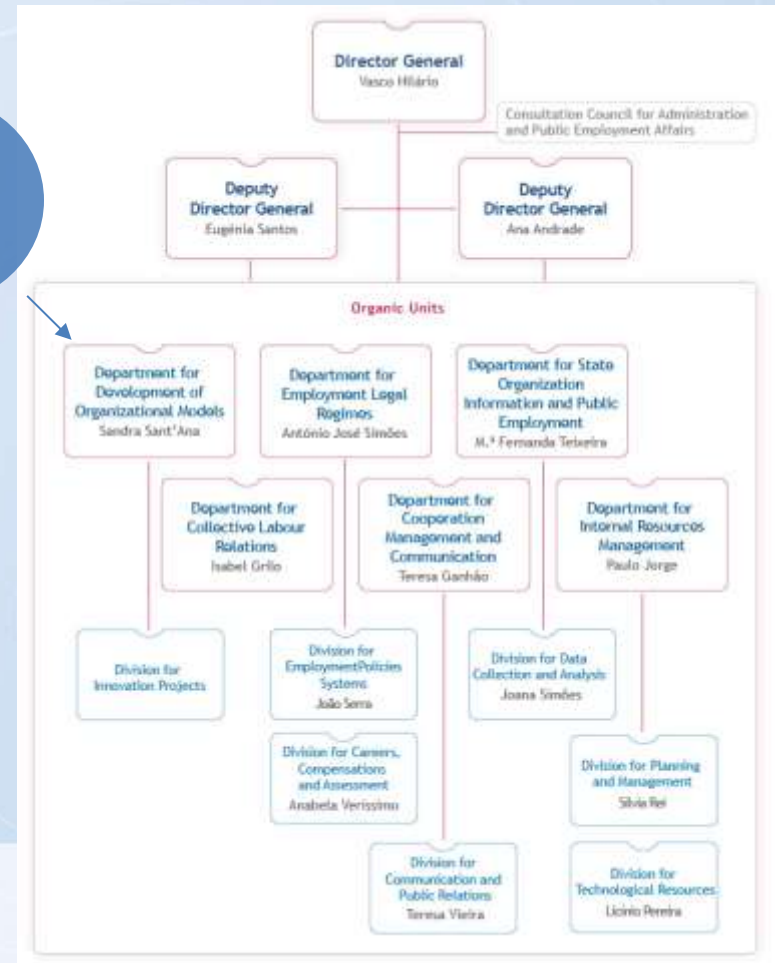 Director General
Vasco Hilário
Consultation Council for Administration
and Public Employment Affairs
Deputy
Director General
Eugénia Santos
Deputy
Director General
Ana Andrade
Organic Units
Department for
Development of
Organizational Models
Sandra Sant'Ana
Department for
Employment Legal
Regimes
António José Simões
Department for State
Organization
Information and Public
Employment
M.ª Fernanda Teixeira
Department for
Collective Labour
Relations
Isabel Grilo
Department for
Cooperation
Management and
Communication
Teresa Ganhão
Department for
Internal Resources
Management
Paulo Jorge
Division for
Innovation Projects
Division for
EmploymentPolicies
Systems
João Serra
Division for Data
Collection and Analysis
Joana Simões
Division for Careers,
Compensations
and Assessment
Anabela Veríssimo
Division for Planning
and Management
Sílvia Rei
Division for
Communication and
Public Relations
Teresa Vieira
Division for
Technological Resources
Licínio Pereira